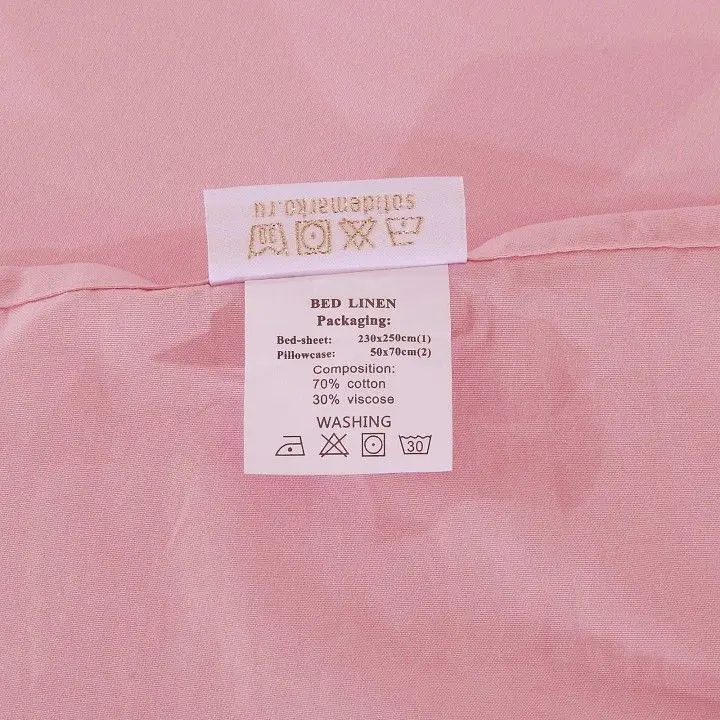 sofidemarko.ru
30
BED LINEN
Packaging:
Bed-sheet: 230x250cm(1)
Pillowcase: 50x70cm(2)
Composition:
70% cotton
30% viscose
WASHING
30